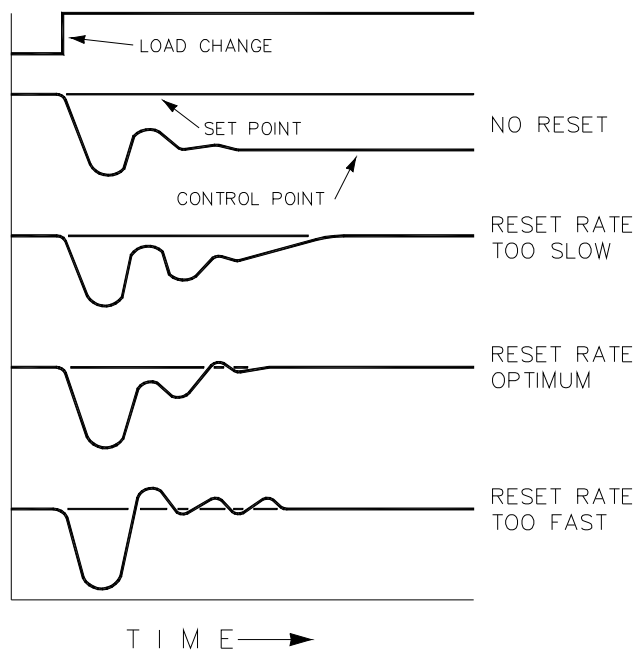 LOAD CHANGE
SET POINT
NO RESET
CONTROL POINT
RESET RATE
TOO SLOW
RESET RATE
OPTIMUM
RESET RATE
TOO FAST
TIME